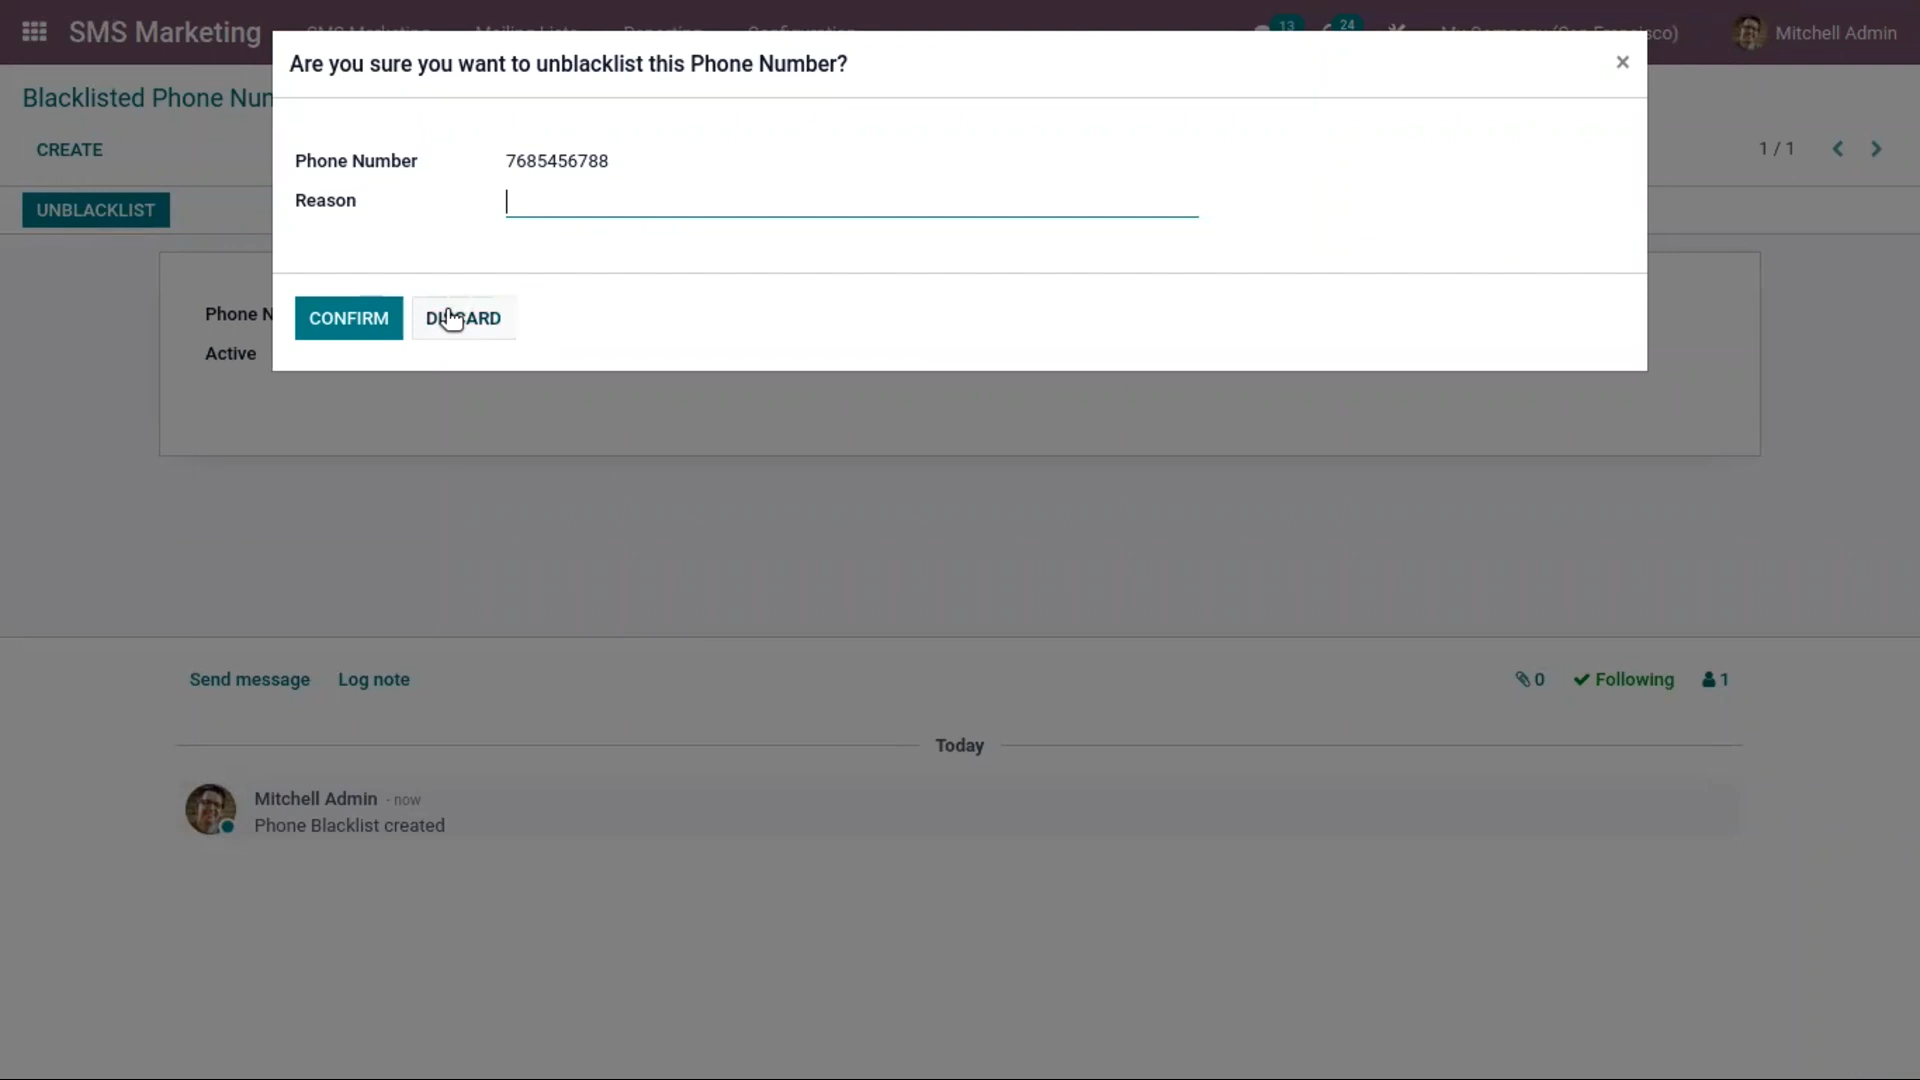 SMS Marketing
13
24
Mitchell Admin
Are you sure you want to unblacklist this Phone Number?
×
Blacklisted Phone Nun
CREATE
1 / 1
Phone Number 7685456788
Reason
UNBLACKLIST
CONFIRM
Phone N
Active
Send message Log note
0 Following 1
Today
Mitchell Admin - now
Phone Blacklist created